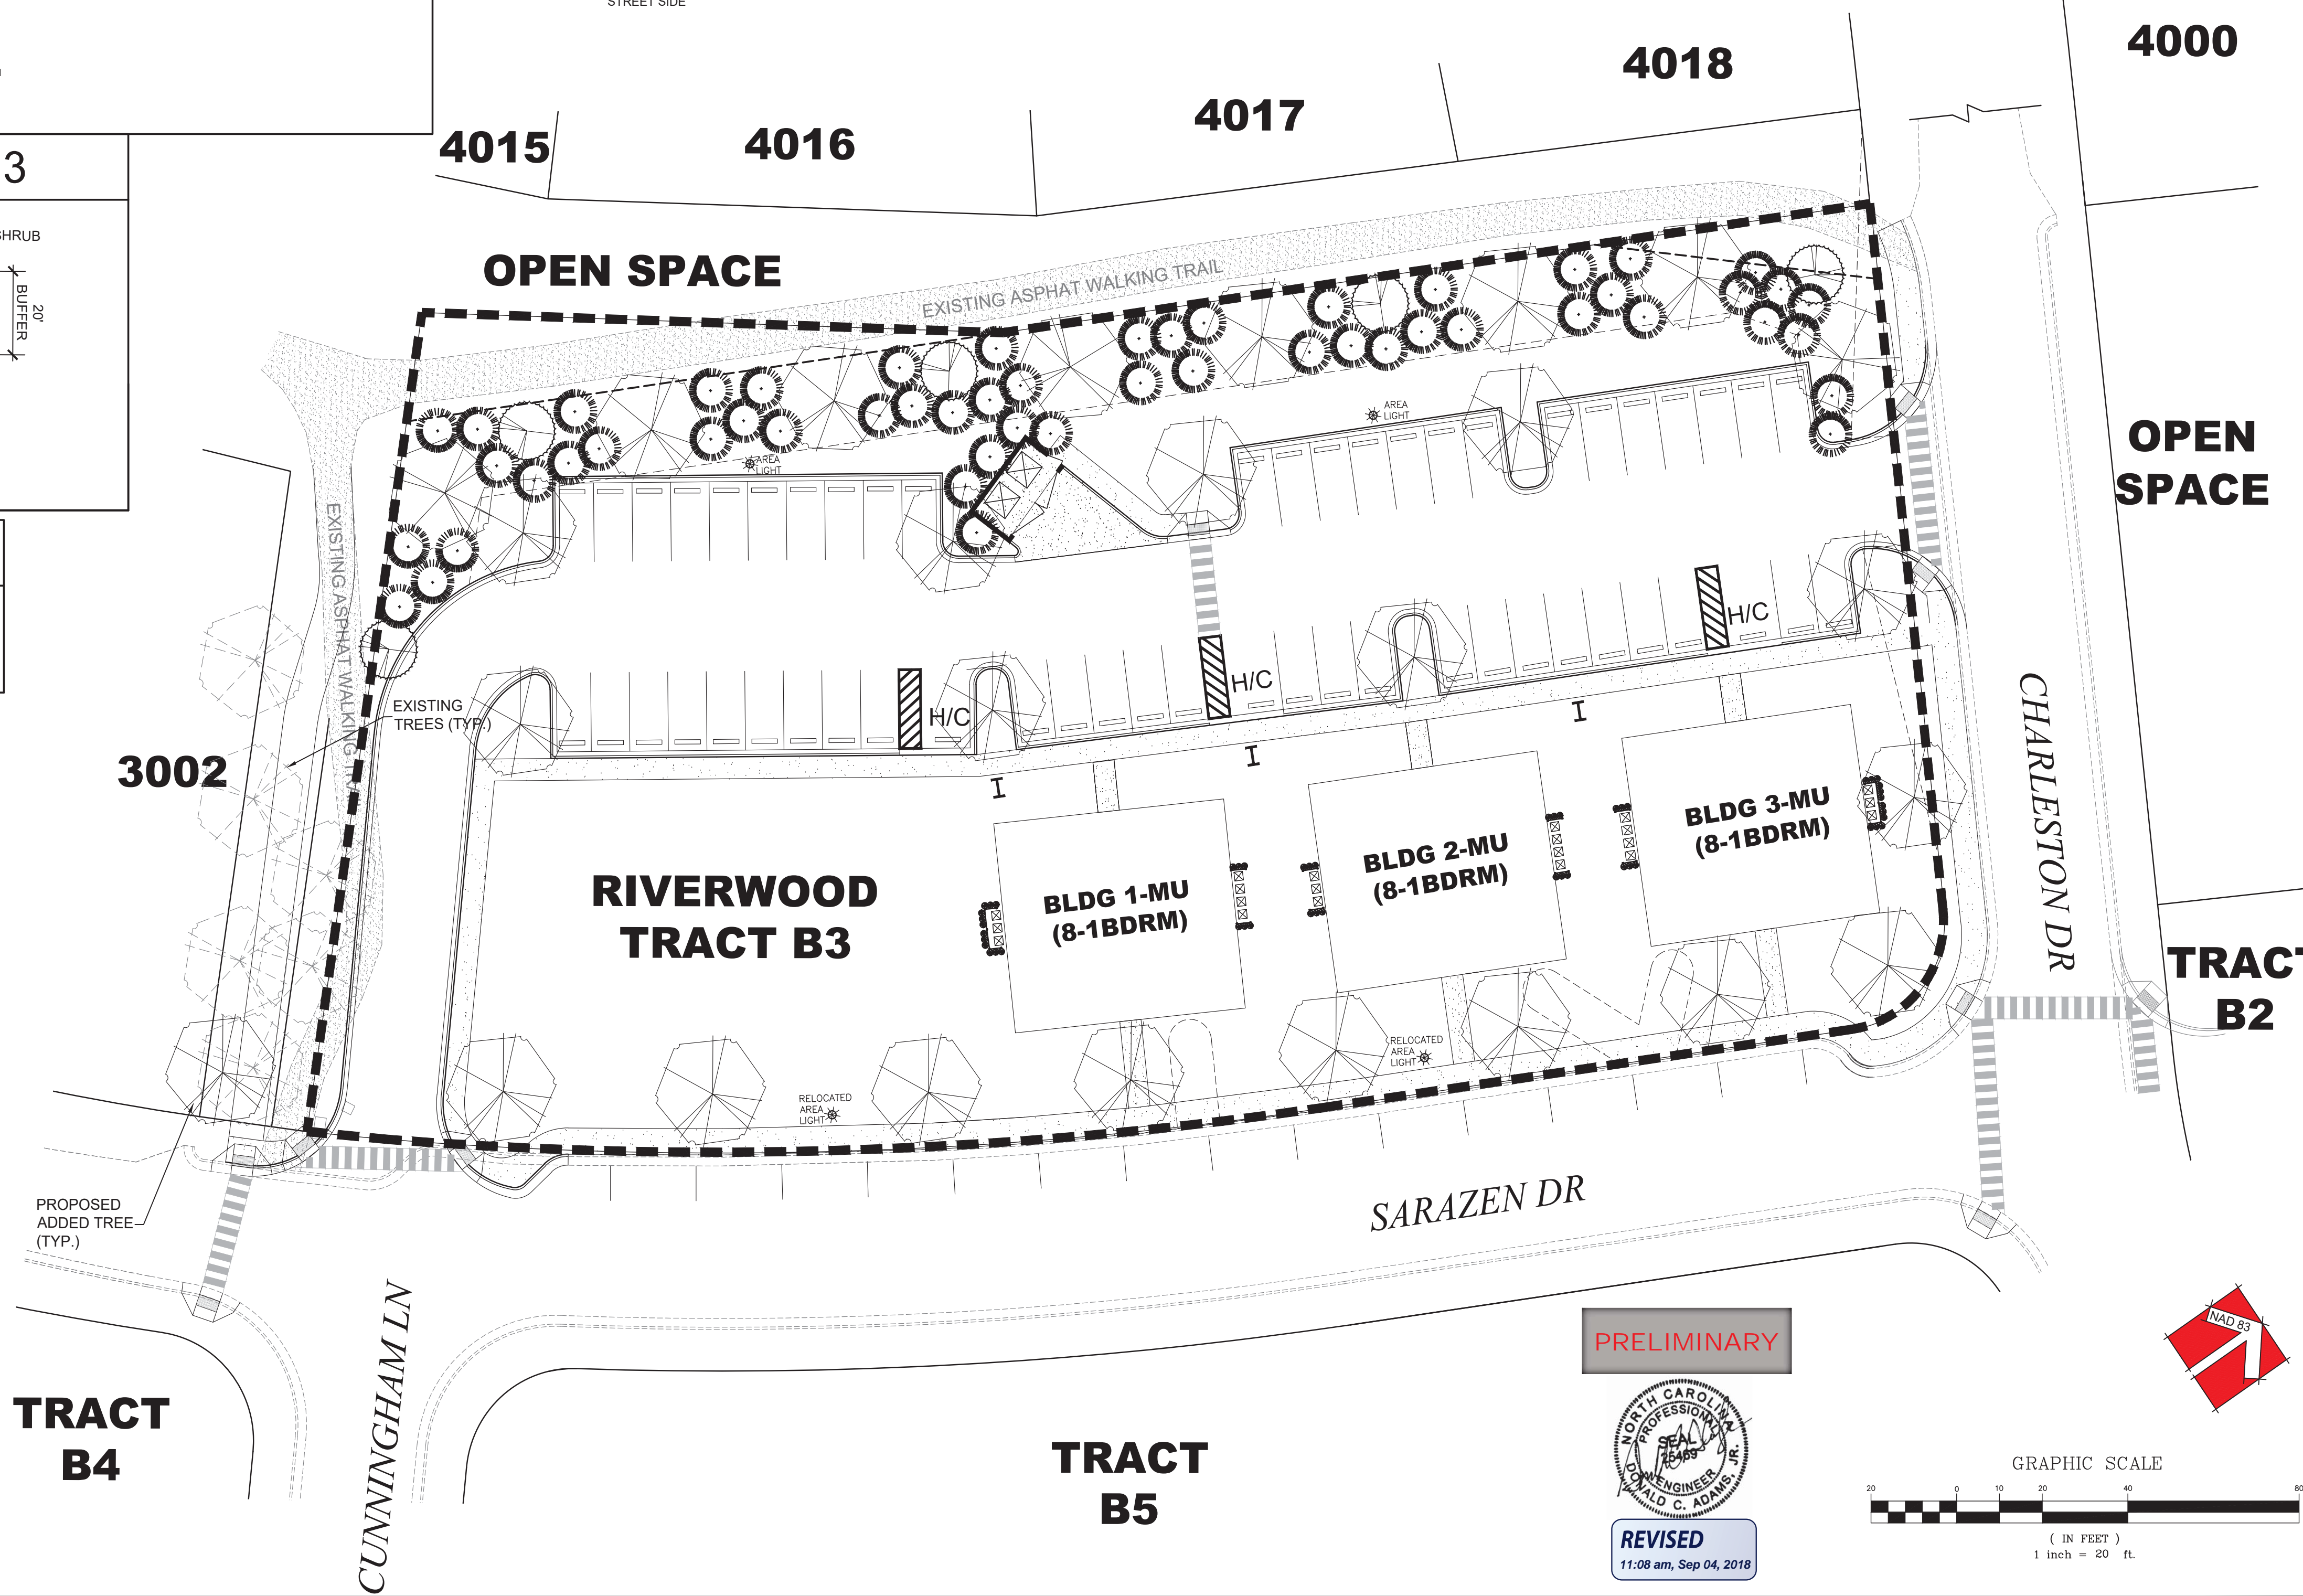 STREET SIDE
4000
4018
4017
4016
4015
3
SHRUB
20'
BUFFER
OPEN SPACE
EXISTING ASPHAT WALKING TRAIL
OPEN
SPACE
AREA
LIGHT
AREA
LIGHT
EXISTING ASPHAT WALKING TRAIL
H/C
H/C
H/C
EXISTING
TREES (TYP.)
3002
CHARLESTON DR
BLDG 3-MU
(8-1BDRM)
BLDG 2-MU
(8-1BDRM)
BLDG 1-MU
(8-1BDRM)
RIVERWOOD
TRACT B3
TRACT
B2
RELOCATED
AREA
LIGHT
RELOCATED
AREA
LIGHT
PROPOSED
ADDED TREE
(TYP.)
SARAZEN DR
CUNNINGHAM LN
NAD 83
PRELIMINARY
NORTH CAROLINA
PROFESSIONAL
SEAL
25469
ENGINEER
DONALD C. ADAMS, JR.
TRACT
B4
TRACT
B5
REVISED
11:08 am, Sep 04, 2018
GRAPHIC SCALE
20 0 10 20 40 80
( IN FEET )
1 inch = 20 ft.